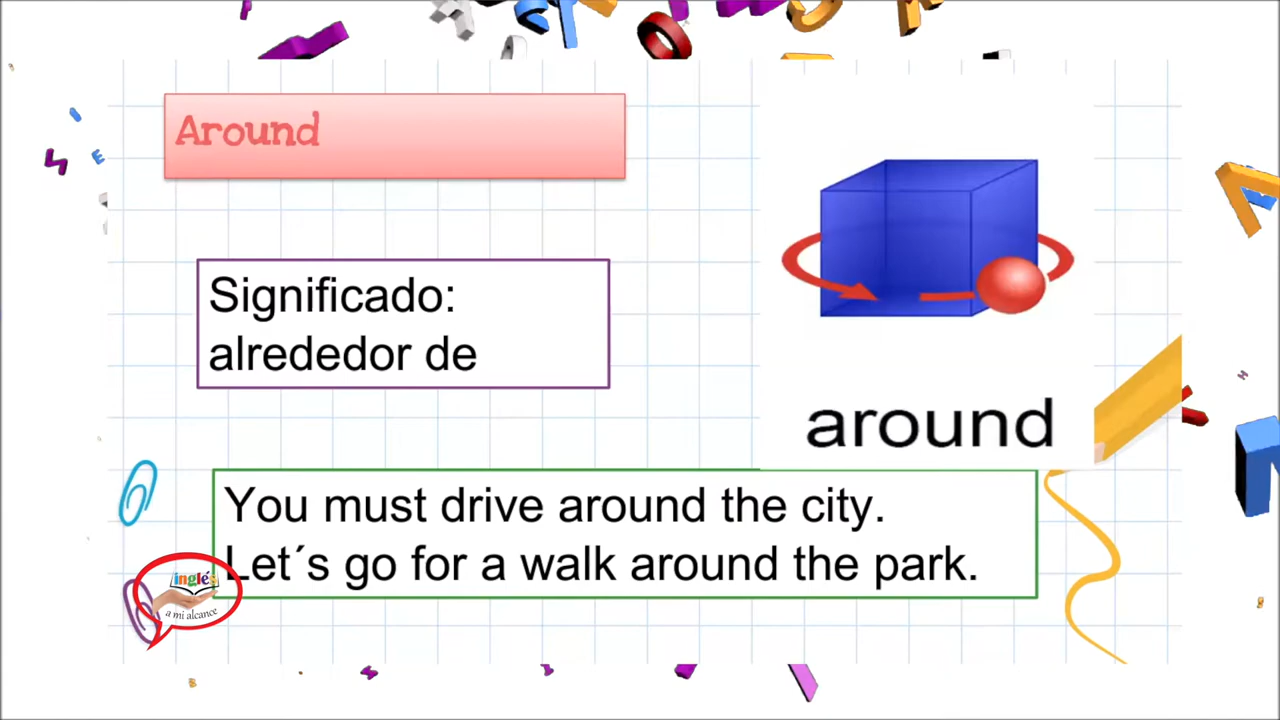 Around
Significado:
alrededor de
around
You must drive around the city.
Let´s go for a walk around the park.
inglés
a mi alcance